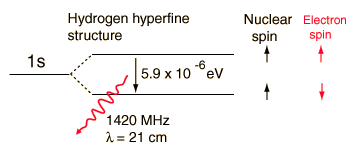 Hydrogen hyperfine
structure
Nuclear
spin
Electron
spin
1s
5.9 x 10 -6 eV
1420 MHz
λ = 21 cm